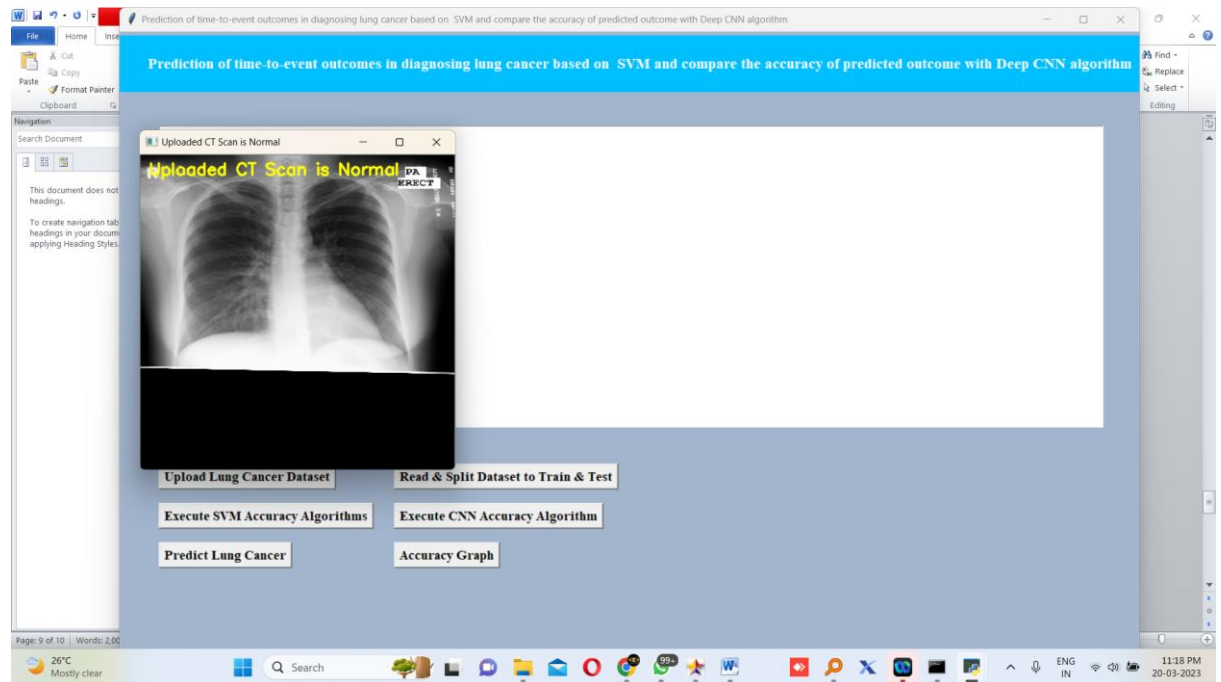 Prediction of time-to-event outcomes in diagnosing lung cancer based on SVM and compare the accuracy of predicted outcome with Deep CNN algorithm
File
Home
Inse
Cut
Copy
Format Painter
Paste
Clipboard
Find
Replace
Select
Editing
Prediction of time-to-event outcomes in diagnosing lung cancer based on SVM and compare the accuracy of predicted outcome with Deep CNN algorithm
Navigation
Search Document
This document does not
headings.
To create navigation tab
headings in your docum
applying Heading Styles.
Uploaded CT Scan is Normal
Uploaded CT Scan is Normal
PA
ERECT
Upload Lung Cancer Dataset
Read & Split Dataset to Train & Test
Execute SVM Accuracy Algorithms
Execute CNN Accuracy Algorithm
Predict Lung Cancer
Accuracy Graph
Page: 9 of 10
Words: 2,00
26°C
Mostly clear
Search
99+
ENG
IN
11:18 PM
20-03-2023